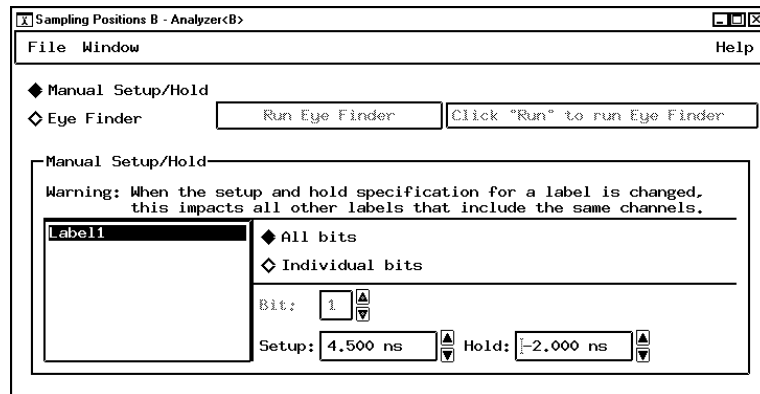 Sampling Positions B - Analyzer<B>
File Window Help
Manual Setup/Hold
Eye Finder Run Eye Finder Click "Run" to run Eye Finder
Manual Setup/Hold
Warning: When the setup and hold specification for a label is changed,
this impacts all other labels that include the same channels.
Label1
All bits
Individual bits
Bit: 1
Setup: 4.500 ns Hold: -2.000 ns